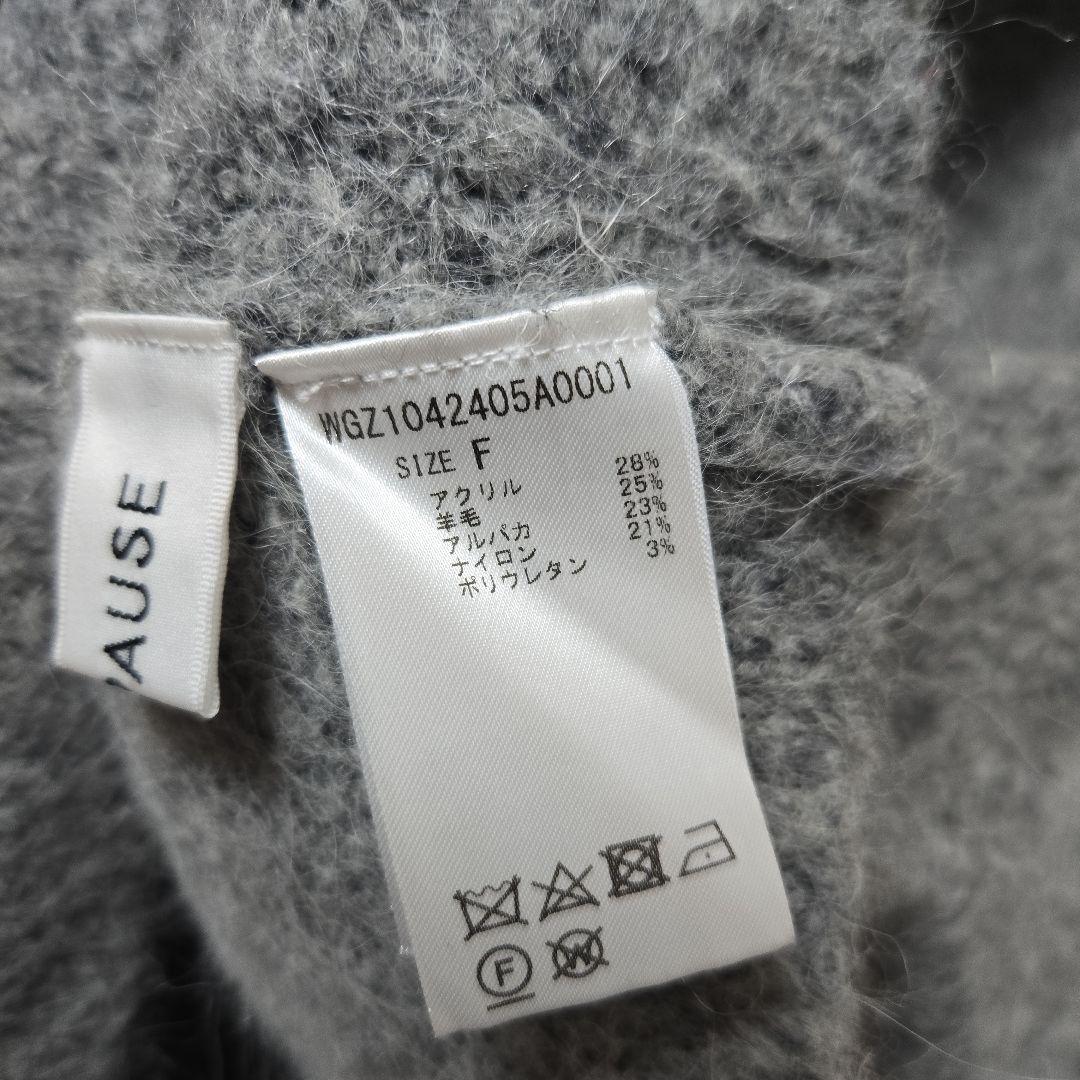 AUSE
WGZ1042405A0001
SIZE F
アクリル 28%
羊毛 25%
アルパカ 23%
ナイロン 21%
ポリウレタン 3%
F
W